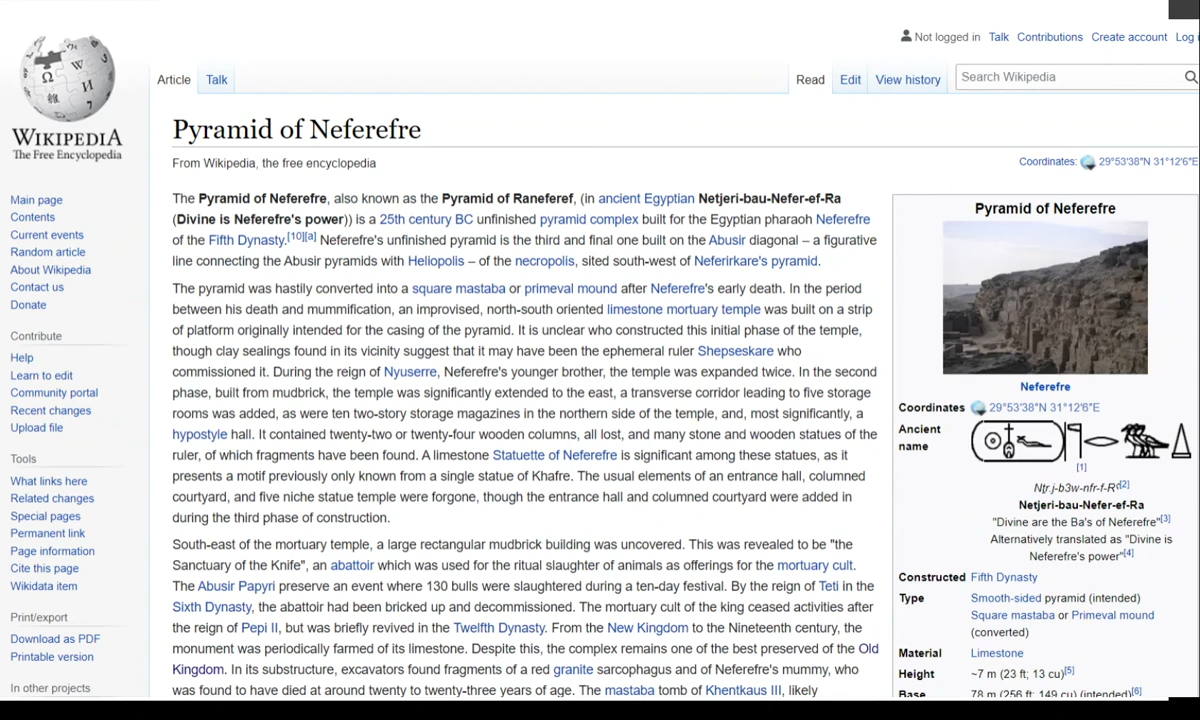 Not logged in Talk Contributions Create account Log i
Article Talk Read Edit View history Search Wikipedia
WIKIPEDIA
The Free Encyclopedia
Main page
Contents
Current events
Random article
About Wikipedia
Contact us
Donate
Contribute
Help
Learn to edit
Community portal
Recent changes
Upload file
Tools
What links here
Related changes
Special pages
Permanent link
Page information
Cite this page
Wikidata item
Print/export
Download as PDF
Printable version
In other projects
Pyramid of Neferefre
From Wikipedia, the free encyclopedia
Coordinates: 29°53′38″N 31°12′6″E
The Pyramid of Neferefre, also known as the Pyramid of Raneferef, (in ancient Egyptian Netjeri-bau-Nefer-ef-Ra
(Divine is Neferefre's power)) is a 25th century BC unfinished pyramid complex built for the Egyptian pharaoh Neferefre
of the Fifth Dynasty.[10][a] Neferefre's unfinished pyramid is the third and final one built on the Abusir diagonal – a figurative
line connecting the Abusir pyramids with Heliopolis – of the necropolis, sited south-west of Neferirkare's pyramid.
The pyramid was hastily converted into a square mastaba or primeval mound after Neferefre's early death. In the period
between his death and mummification, an improvised, north-south oriented limestone mortuary temple was built on a strip
of platform originally intended for the casing of the pyramid. It is unclear who constructed this initial phase of the temple,
though clay sealings found in its vicinity suggest that it may have been the ephemeral ruler Shepseskare who
commissioned it. During the reign of Nyuserre, Neferefre's younger brother, the temple was expanded twice. In the second
phase, built from mudbrick, the temple was significantly extended to the east, a transverse corridor leading to five storage
rooms was added, as were ten two-story storage magazines in the northern side of the temple, and, most significantly, a
hypostyle hall. It contained twenty-two or twenty-four wooden columns, all lost, and many stone and wooden statues of the
ruler, of which fragments have been found. A limestone Statuette of Neferefre is significant among these statues, as it
presents a motif previously only known from a single statue of Khafre. The usual elements of an entrance hall, columned
courtyard, and five niche statue temple were forgone, though the entrance hall and columned courtyard were added in
during the third phase of construction.
South-east of the mortuary temple, a large rectangular mudbrick building was uncovered. This was revealed to be "the
Sanctuary of the Knife", an abattoir which was used for the ritual slaughter of animals as offerings for the mortuary cult.
The Abusir Papyri preserve an event where 130 bulls were slaughtered during a ten-day festival. By the reign of Teti in the
Sixth Dynasty, the abattoir had been bricked up and decommissioned. The mortuary cult of the king ceased activities after
the reign of Pepi II, but was briefly revived in the Twelfth Dynasty. From the New Kingdom to the Nineteenth century, the
monument was periodically farmed of its limestone. Despite this, the complex remains one of the best preserved of the Old
Kingdom. In its substructure, excavators found fragments of a red granite sarcophagus and of Neferefre's mummy, who
was found to have died at around twenty to twenty-three years of age. The mastaba tomb of Khentkaus III, likely
Pyramid of Neferefre
Neferefre
Coordinates 29°53′38″N 31°12′6″E
Ancient
name
[1]
Nṯr.j-b3w-nfr-f-Rꜥ[2]
Netjeri-bau-Nefer-ef-Ra
"Divine are the Ba's of Neferefre"[3]
Alternatively translated as "Divine is
Neferefre's power"[4]
Constructed Fifth Dynasty
Type Smooth-sided pyramid (intended)
Square mastaba or Primeval mound
(converted)
Material Limestone
Height ~7 m (23 ft; 13 cu)[5]
Base 78 m (256 ft; 149 cu) (intended)[6]